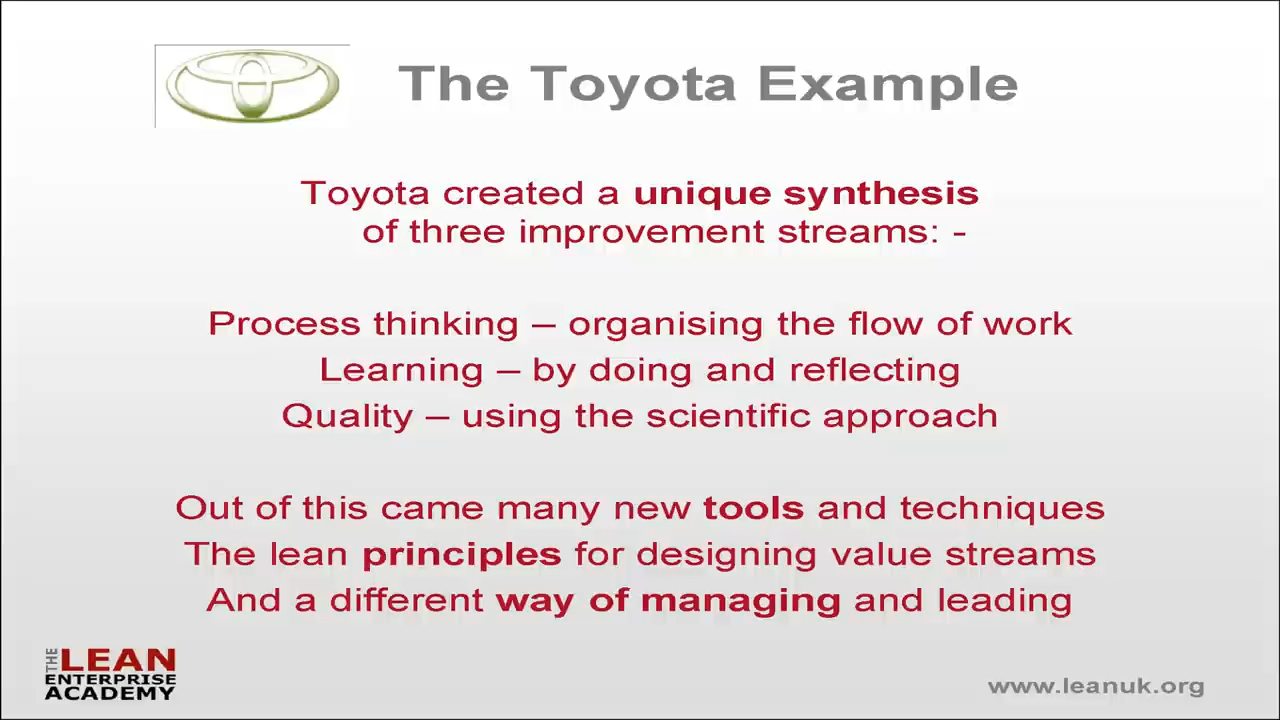 The Toyota Example
Toyota created a unique synthesis
of three improvement streams: -
Process thinking – organising the flow of work
Learning – by doing and reflecting
Quality – using the scientific approach
Out of this came many new tools and techniques
The lean principles for designing value streams
And a different way of managing and leading
THE LEAN
ENTERPRISE
ACADEMY
www.leanuk.org